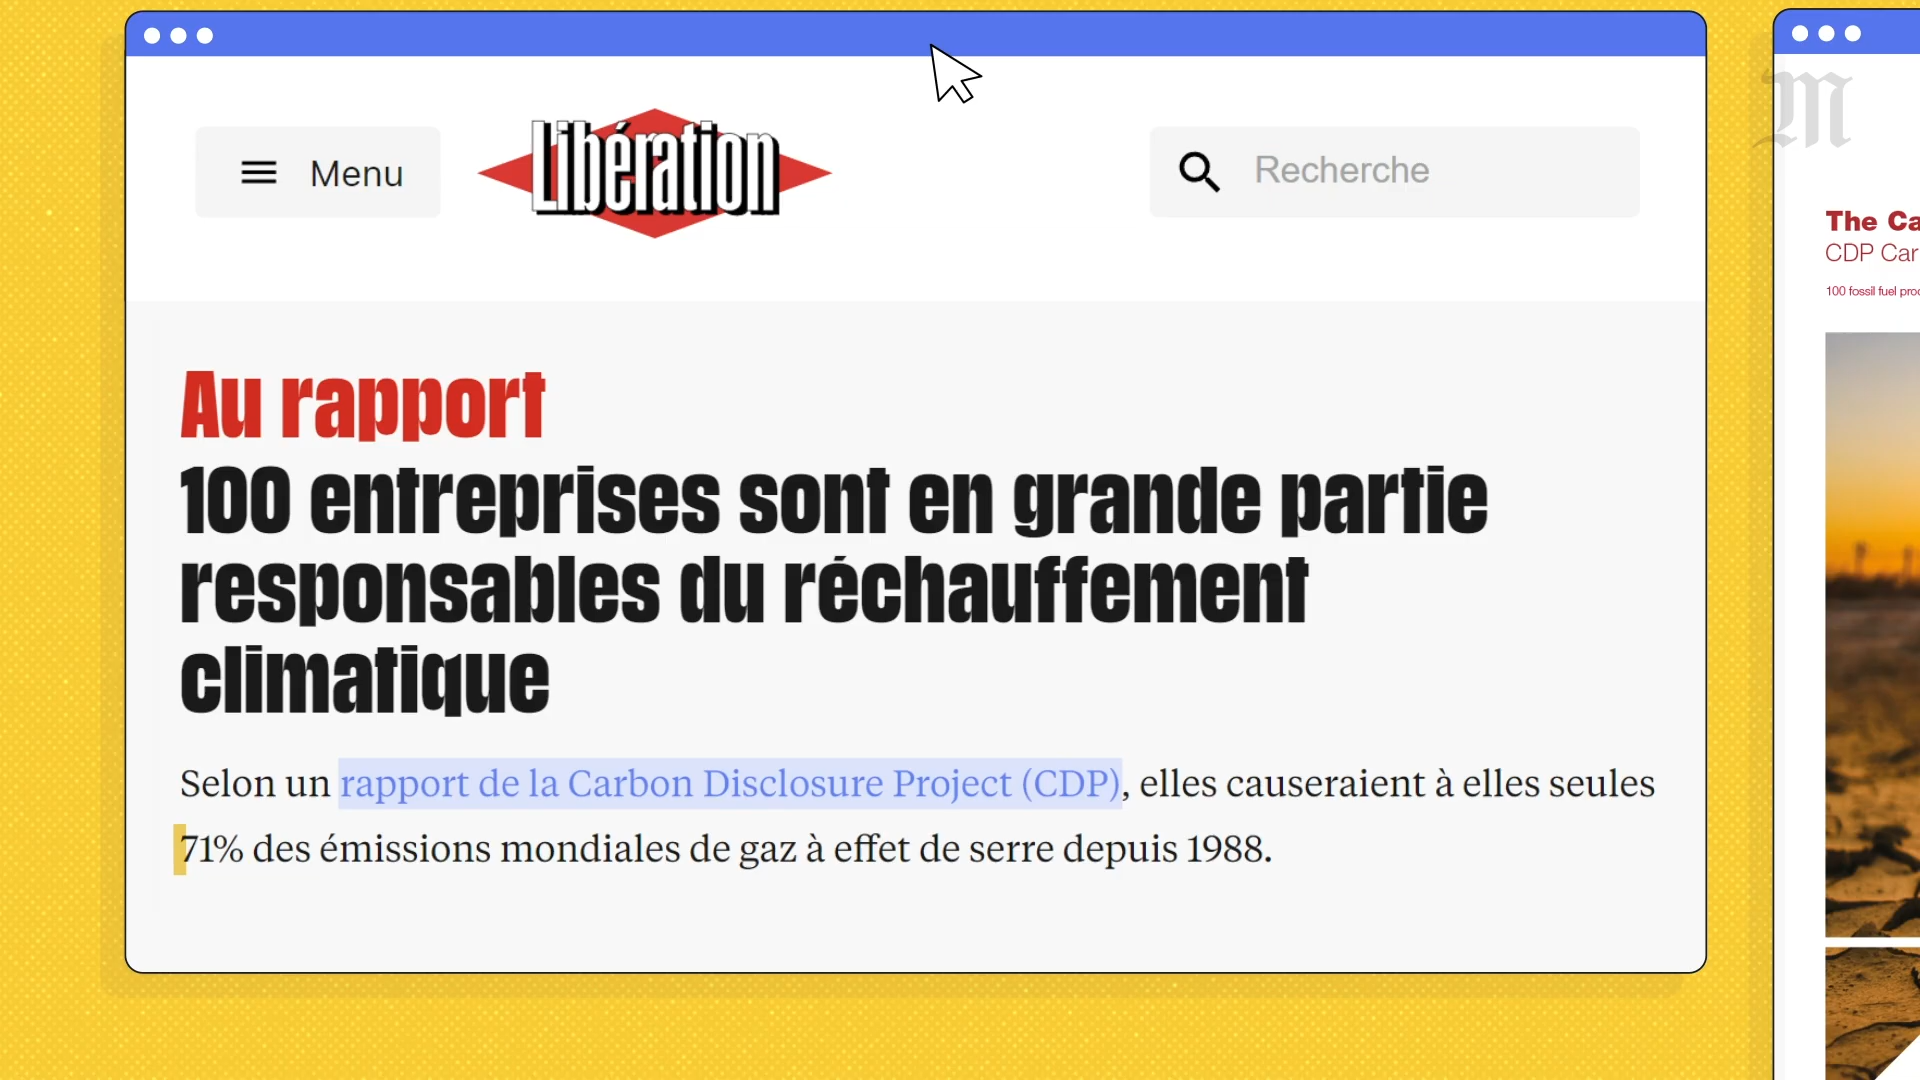 Menu
Libération
Recherche
Au rapport
100 entreprises sont en grande partie
responsables du réchauffement
climatique
Selon un rapport de la Carbon Disclosure Project (CDP), elles causeraient à elles seules
71% des émissions mondiales de gaz à effet de serre depuis 1988.
M
The Ca
CDP Car
100 fossil fuel prod